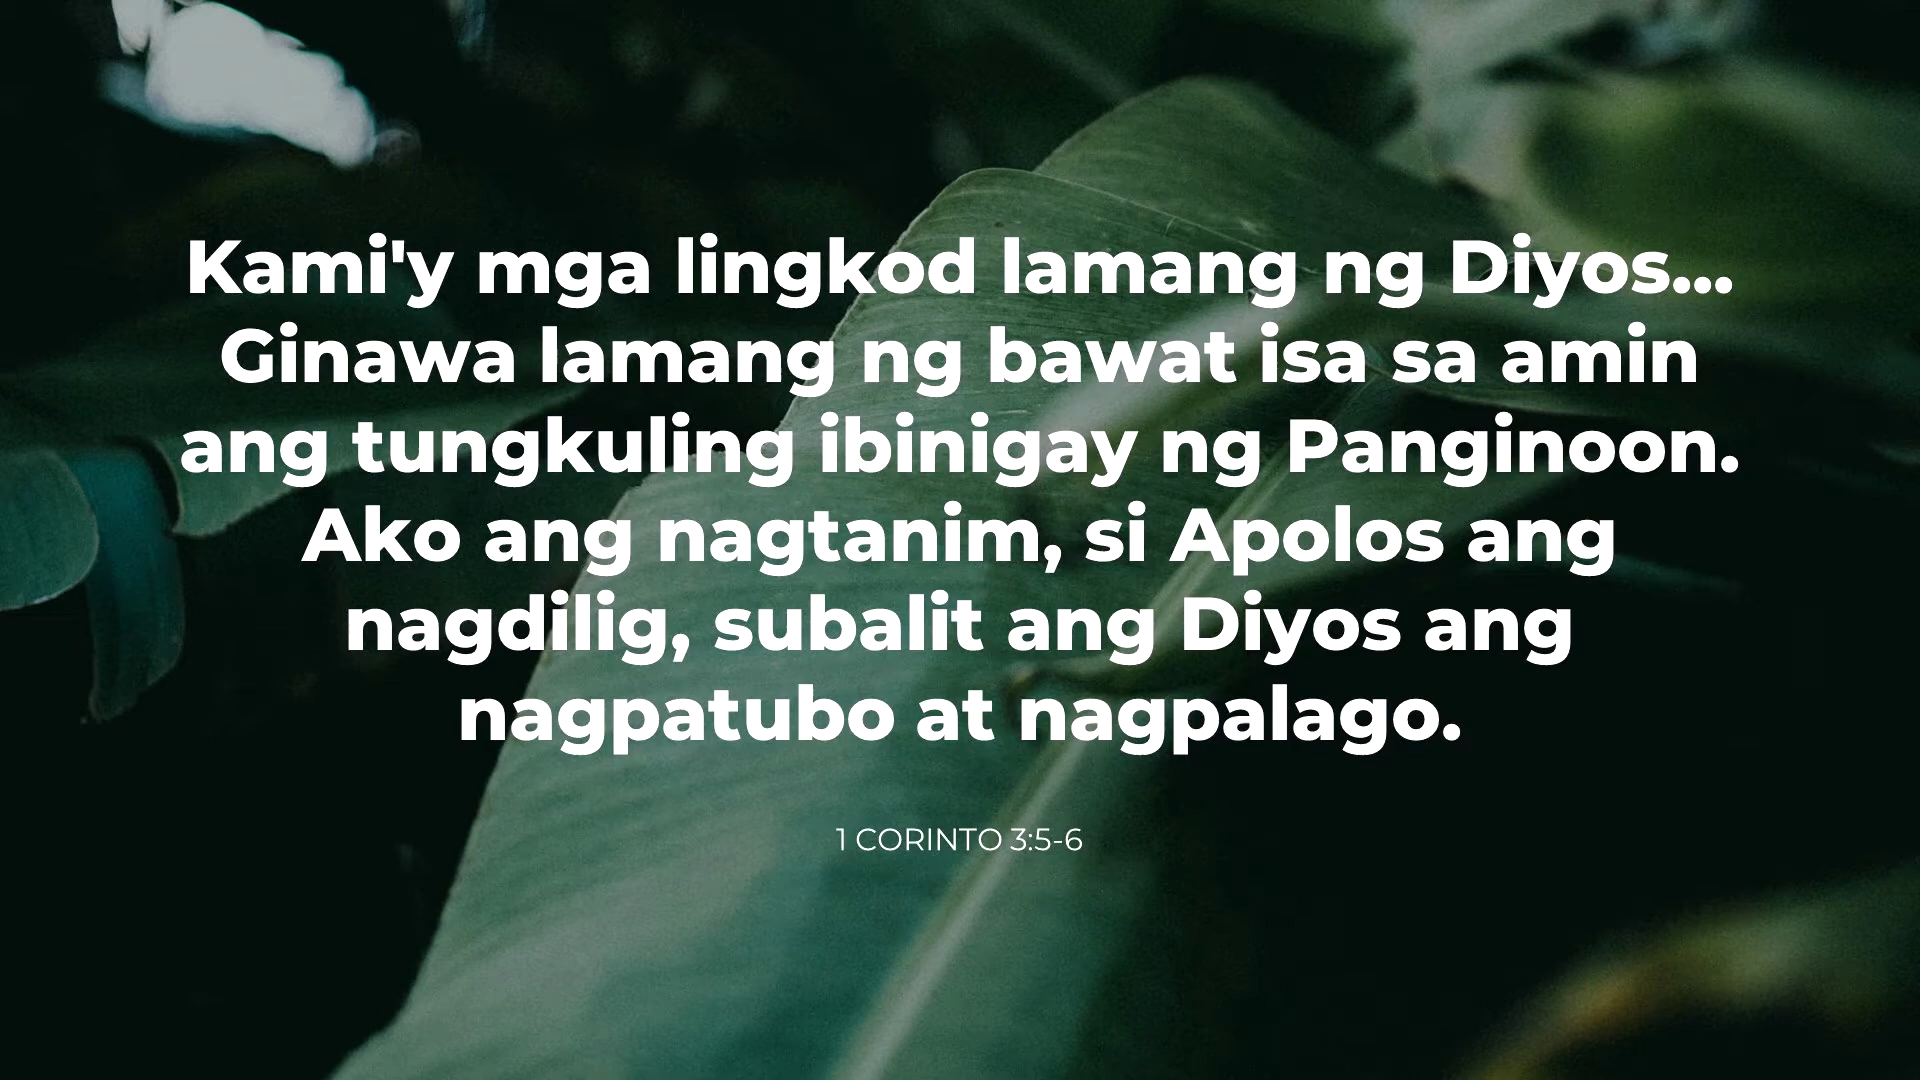 Kami'y mga lingkod lamang ng Diyos...
Ginawa lamang ng bawat isa sa amin
ang tungkuling ibinigay ng Panginoon.
Ako ang nagtanim, si Apolos ang
nagdilig, subalit ang Diyos ang
nagpatubo at nagpalago.
1 CORINTO 3:5-6